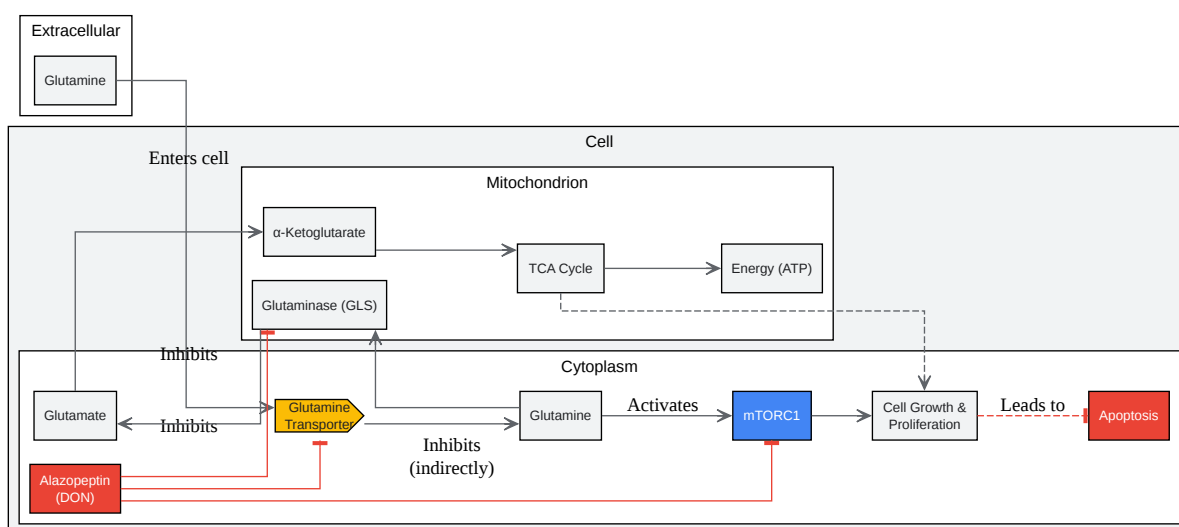 Extracellular
Glutamine
Cell
Enters cell
Mitochondrion
α-Ketoglutarate
TCA Cycle
Energy (ATP)
Glutaminase (GLS)
Inhibits
Cytoplasm
Glutamate
Inhibits
Glutamine
Transporter
Inhibits
(indirectly)
Glutamine
Activates
mTORC1
Cell Growth &
Proliferation
Leads to
Apoptosis
Alazopeptin
(DON)